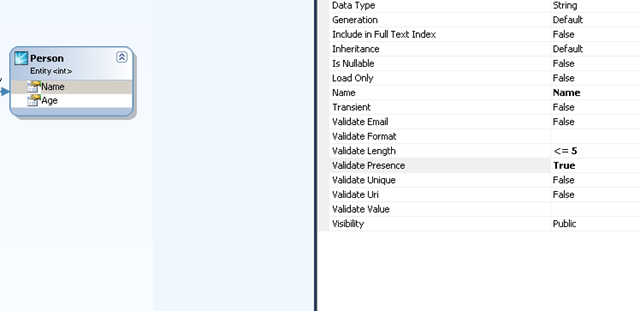 Person
Entity <int>
Name
Age
Data Type String
Generation Default
Include in Full Text Index False
Inheritance Default
Is Nullable False
Load Only False
Name Name
Transient False
Validate Email False
Validate Format
Validate Length <= 5
Validate Presence True
Validate Unique False
Validate Uri False
Validate Value
Visibility Public